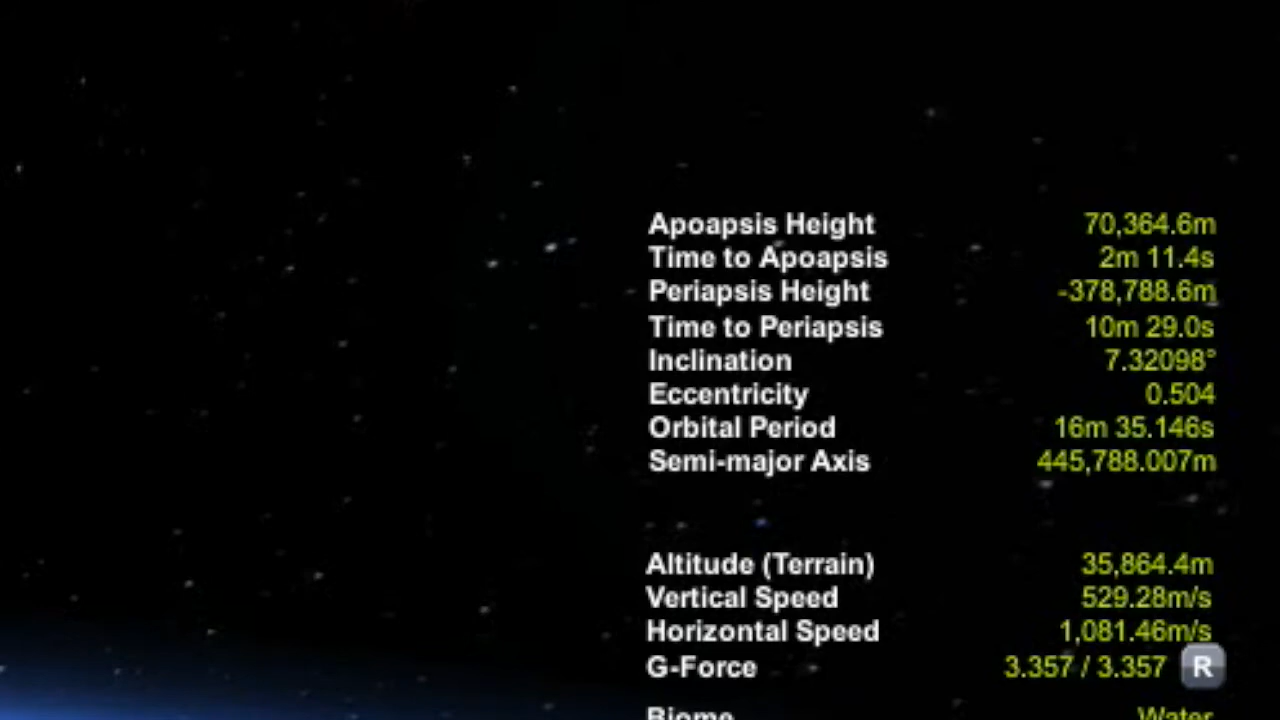 Apoapsis Height 70,364.6m
Time to Apoapsis 2m 11.4s
Periapsis Height -378,788.6m
Time to Periapsis 10m 29.0s
Inclination 7.32098°
Eccentricity 0.504
Orbital Period 16m 35.146s
Semi-major Axis 445,788.007m
Altitude (Terrain) 35,864.4m
Vertical Speed 529.28m/s
Horizontal Speed 1,081.46m/s
G-Force 3.357 / 3.357 R
Biome Water